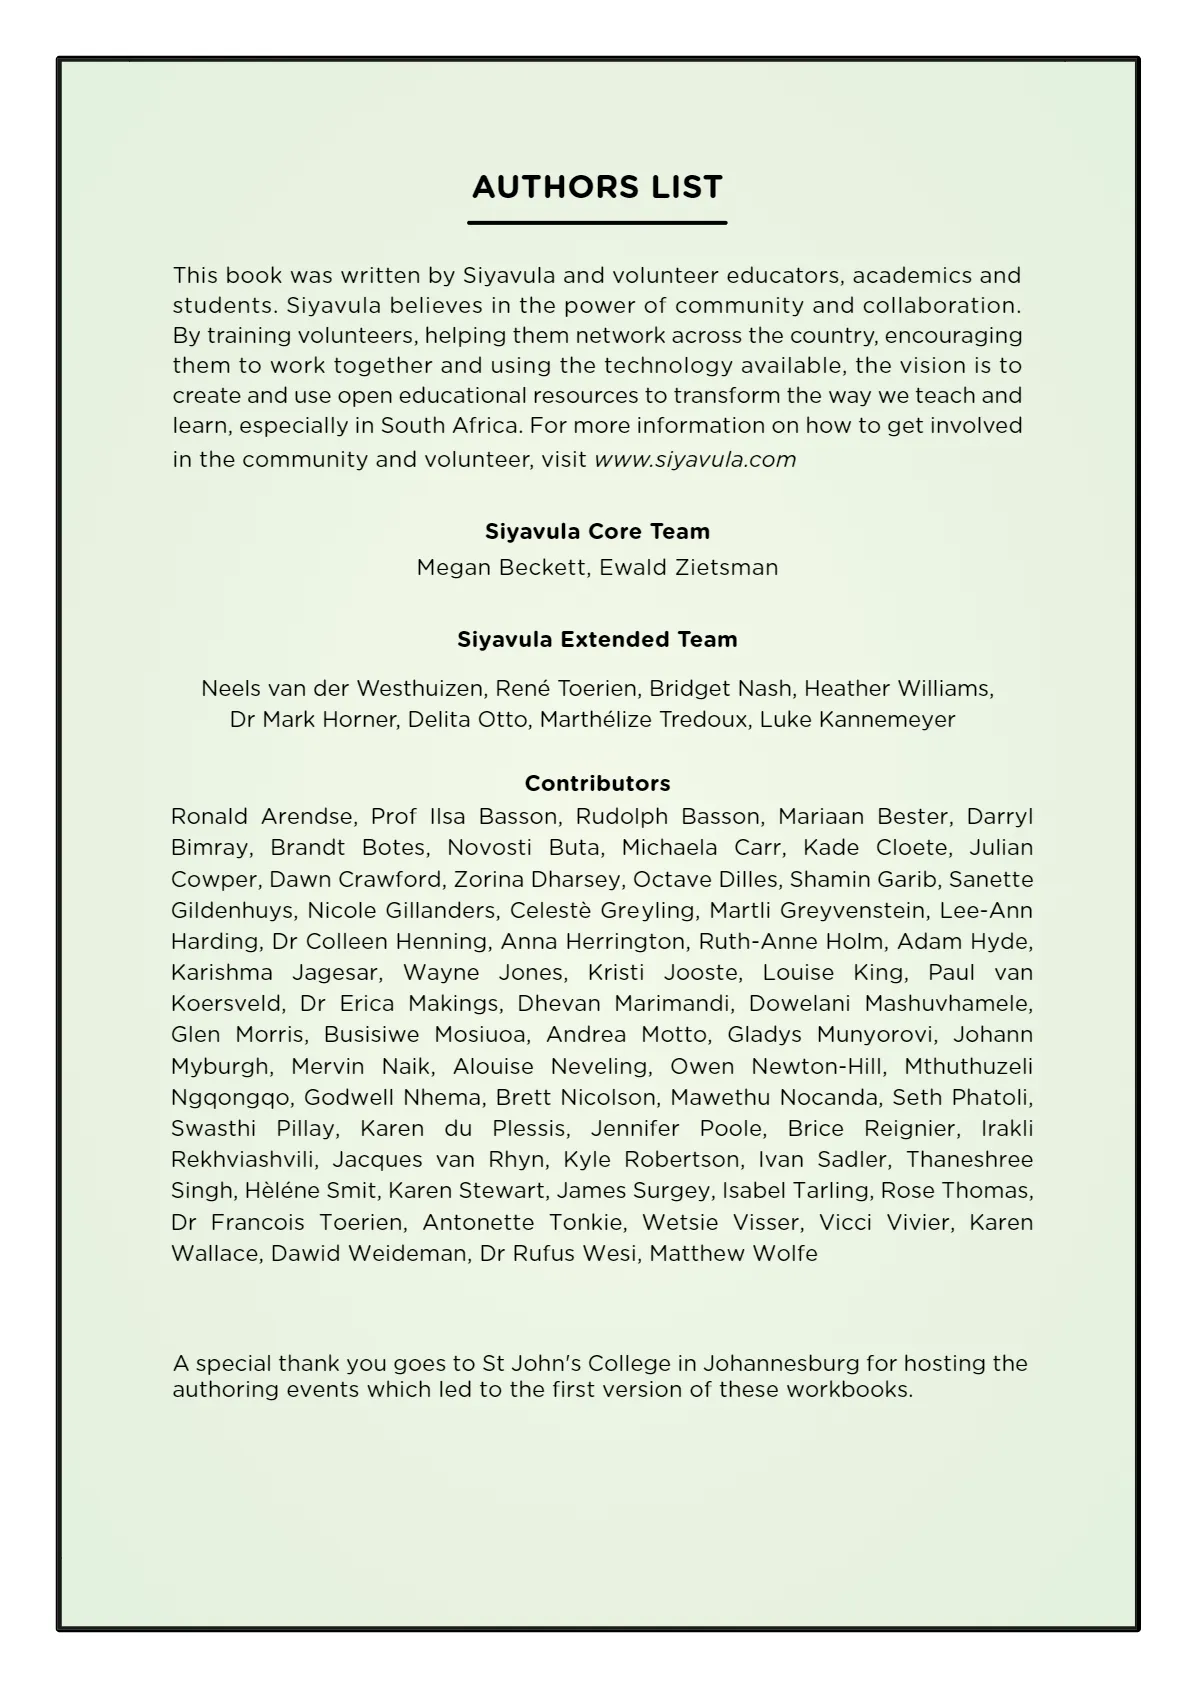 AUTHORS LIST
This book was written by Siyavula and volunteer educators, academics and
students. Siyavula believes in the power of community and collaboration.
By training volunteers, helping them network across the country, encouraging
them to work together and using the technology available, the vision is to
create and use open educational resources to transform the way we teach and
learn, especially in South Africa. For more information on how to get involved
in the community and volunteer, visit www.siyavula.com
Siyavula Core Team
Megan Beckett, Ewald Zietsman
Siyavula Extended Team
Neels van der Westhuizen, René Toerien, Bridget Nash, Heather Williams,
Dr Mark Horner, Delita Otto, Marthélize Tredoux, Luke Kannemeyer
Contributors
Ronald Arendse, Prof Ilsa Basson, Rudolph Basson, Mariaan Bester, Darryl
Bimray, Brandt Botes, Novosti Buta, Michaela Carr, Kade Cloete, Julian
Cowper, Dawn Crawford, Zorina Dharsey, Octave Dilles, Shamin Garib, Sanette
Gildenhuys, Nicole Gillanders, Celestè Greyling, Martli Greyvenstein, Lee-Ann
Harding, Dr Colleen Henning, Anna Herrington, Ruth-Anne Holm, Adam Hyde,
Karishma Jagesar, Wayne Jones, Kristi Jooste, Louise King, Paul van
Koersveld, Dr Erica Makings, Dhevan Marimandi, Dowelani Mashuvhamele,
Glen Morris, Busisiwe Mosiuoa, Andrea Motto, Gladys Munyorovi, Johann
Myburgh, Mervin Naik, Alouise Neveling, Owen Newton-Hill, Mthuthuzeli
Ngqongqo, Godwell Nhema, Brett Nicolson, Mawethu Nocanda, Seth Phatoli,
Swasthi Pillay, Karen du Plessis, Jennifer Poole, Brice Reignier, Irakli
Rekhviashvili, Jacques van Rhyn, Kyle Robertson, Ivan Sadler, Thaneshree
Singh, Hèléne Smit, Karen Stewart, James Surgey, Isabel Tarling, Rose Thomas,
Dr Francois Toerien, Antonette Tonkie, Wetsie Visser, Vicci Vivier, Karen
Wallace, Dawid Weideman, Dr Rufus Wesi, Matthew Wolfe
A special thank you goes to St John's College in Johannesburg for hosting the
authoring events which led to the first version of these workbooks.